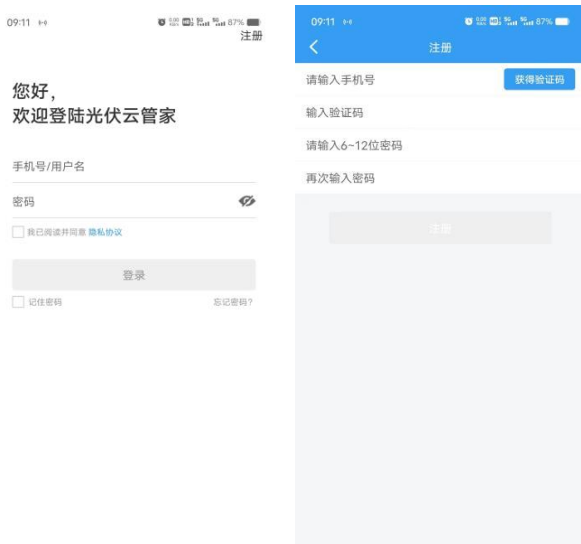 09:11
87%
注册
您好，
欢迎登陆光伏云管家
手机号/用户名
密码
我已阅读并同意 隐私协议
登录
记住密码
忘记密码?
09:11
87%
注册
请输入手机号
获得验证码
输入验证码
请输入6~12位密码
再次输入密码
注册